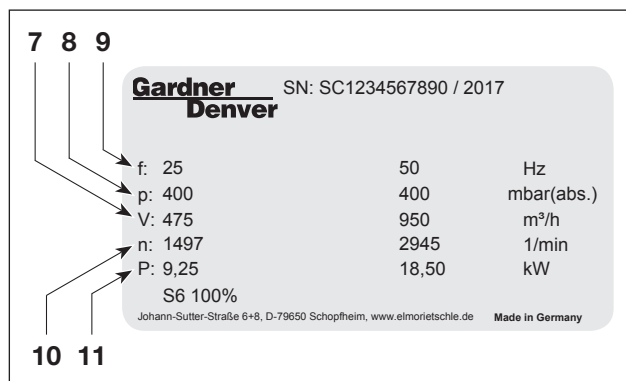 7 8 9
Gardner Denver
SN: SC1234567890 / 2017
f: 25 50 Hz
p: 400 400 mbar(abs.)
V: 475 950 m³/h
n: 1497 2945 1/min
P: 9,25 18,50 kW
S6 100%
Johann-Sutter-Straße 6+8, D-79650 Schopfheim, www.elmorietschle.de Made in Germany
10 11